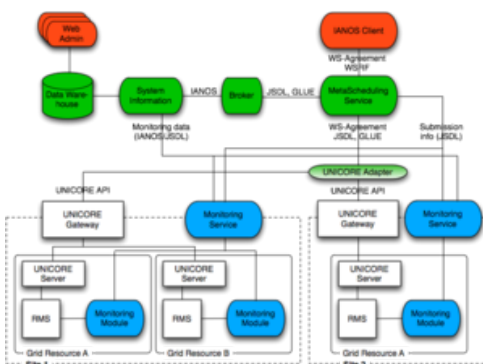 Web
Admin
IANOS Client
WS-Agreement
WSRF
Data Ware-
house
System
Information
IANOS
Broker
JSDL, GLUE
MetaScheduling
Service
Monitoring data
(IANOS/JSDL)
WS-Agreement
JSDL, GLUE
Submission
info (JSDL)
UNICORE Adapter
UNICORE API
UNICORE API
UNICORE
Gateway
Monitoring
Service
UNICORE
Gateway
Monitoring
Service
UNICORE
Server
UNICORE
Server
UNICORE
Server
RMS
Monitoring
Module
RMS
Monitoring
Module
RMS
Monitoring
Module
Grid Resource A
Grid Resource B
Grid Resource A